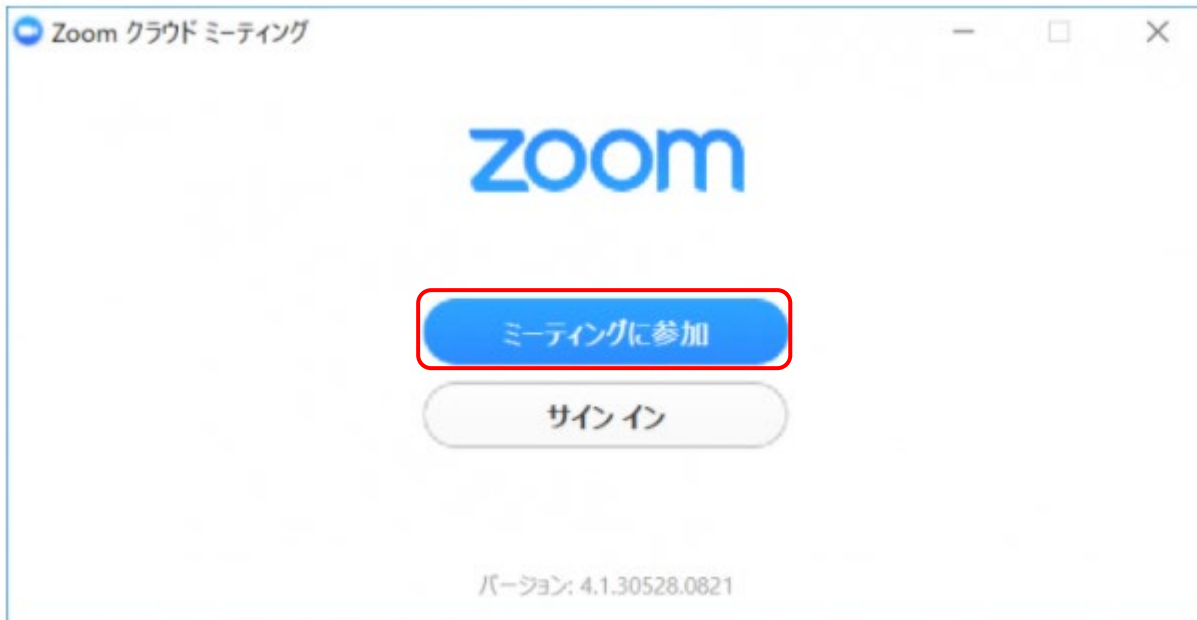 Zoom クラウド ミーティング
zoom
ミーティングに参加
サイン イン
バージョン: 4.1.30528.0821